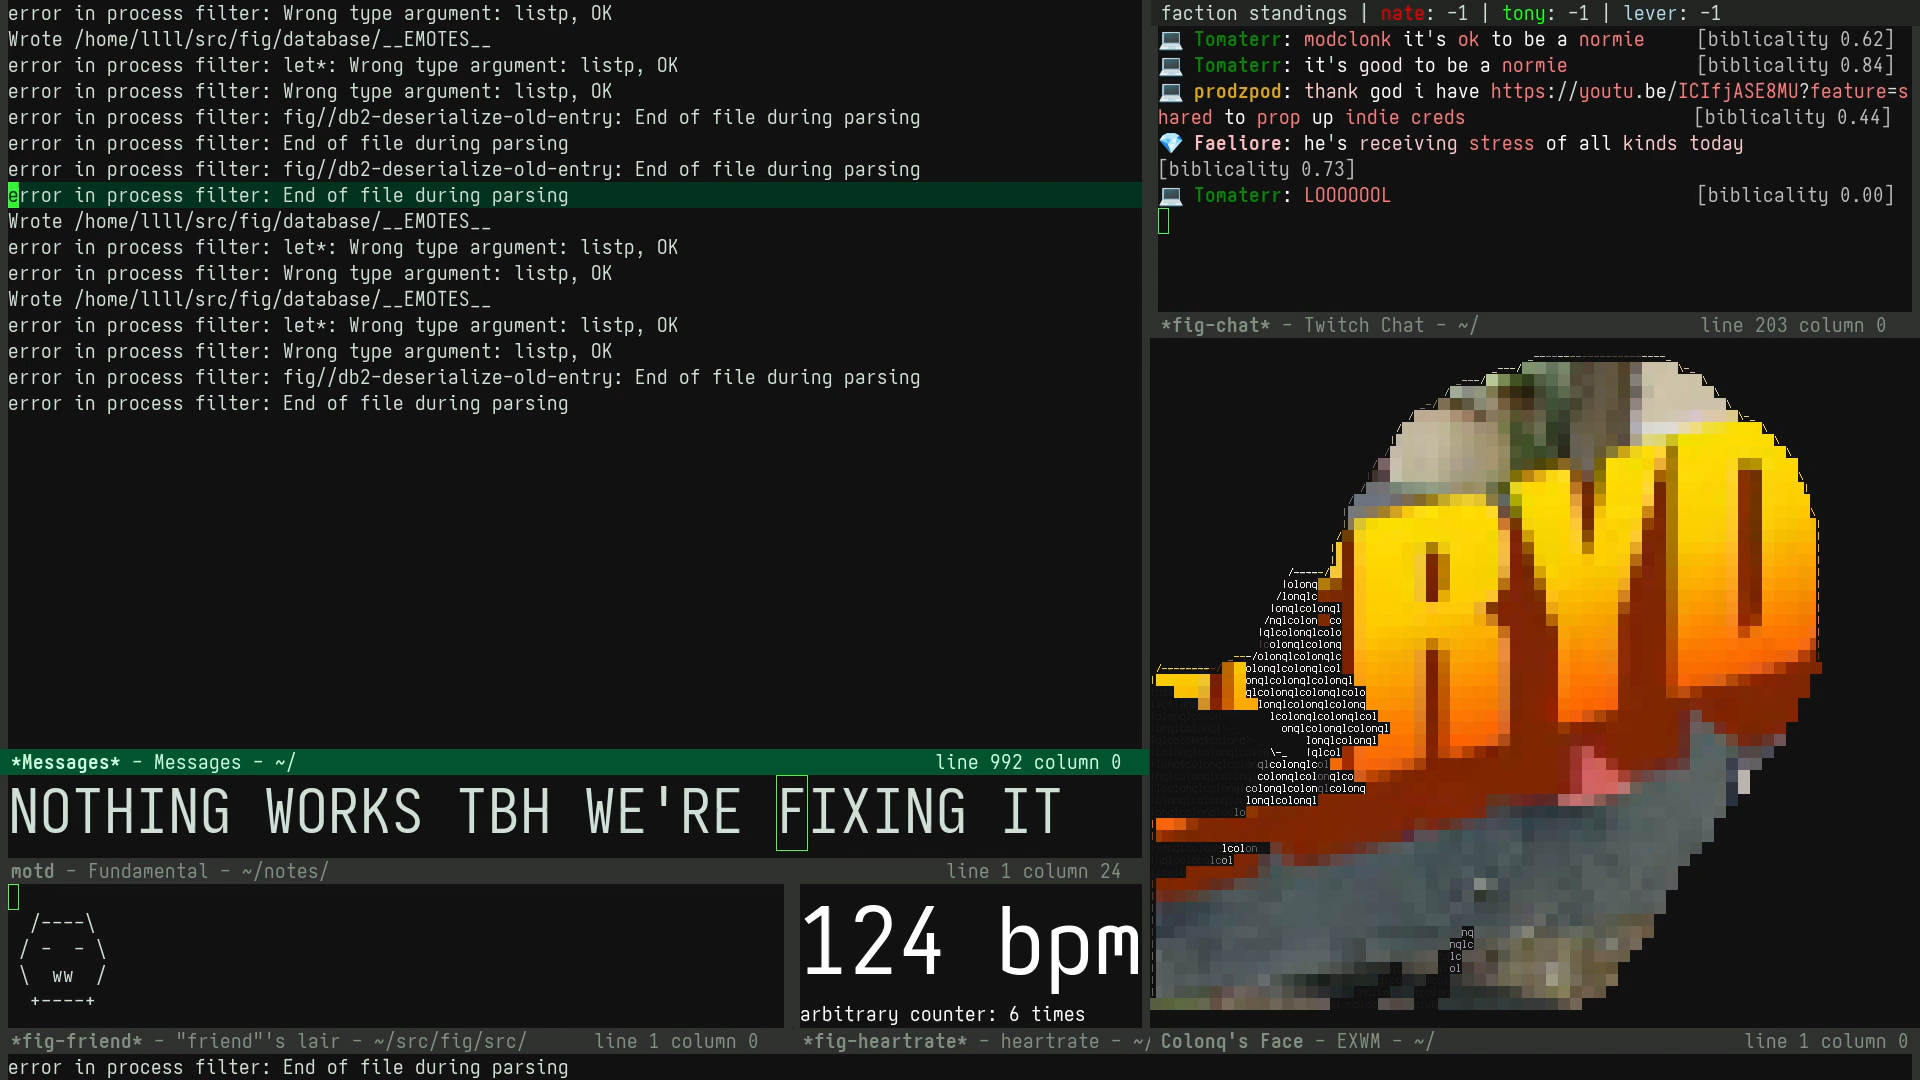 error in process filter: Wrong type argument: listp, OK
Wrote /home/llll/src/fig/database/__EMOTES__
error in process filter: let*: Wrong type argument: listp, OK
error in process filter: Wrong type argument: listp, OK
error in process filter: fig//db2-deserialize-old-entry: End of file during parsing
error in process filter: End of file during parsing
error in process filter: fig//db2-deserialize-old-entry: End of file during parsing
error in process filter: End of file during parsing
Wrote /home/llll/src/fig/database/__EMOTES__
error in process filter: let*: Wrong type argument: listp, OK
error in process filter: Wrong type argument: listp, OK
Wrote /home/llll/src/fig/database/__EMOTES__
error in process filter: let*: Wrong type argument: listp, OK
error in process filter: Wrong type argument: listp, OK
error in process filter: fig//db2-deserialize-old-entry: End of file during parsing
error in process filter: End of file during parsing
*Messages* - Messages - ~/ line 992 column 0
NOTHING WORKS TBH WE'RE FIXING IT
motd - Fundamental - ~/notes/ line 1 column 24
/----\
/ - - \
\ ww /
+----+
*fig-friend* - "friend"'s lair - ~/src/fig/src/ line 1 column 0
124 bpm
arbitrary counter: 6 times
*fig-heartrate* - heartrate - ~/
error in process filter: End of file during parsing
faction standings | nate: -1 | tony: -1 | lever: -1
Tomaterr: modclonk it's ok to be a normie [biblicality 0.62]
Tomaterr: it's good to be a normie [biblicality 0.84]
prodzpod: thank god i have https://youtu.be/ICIfjASE8MU?feature=s
hared to prop up indie creds [biblicality 0.44]
Faeliore: he's receiving stress of all kinds today
[biblicality 0.73]
Tomaterr: LOOOOOOL [biblicality 0.00]
*fig-chat* - Twitch Chat - ~/ line 203 column 0
RYO
Colonq's Face - EXWM - ~/ line 1 column 0